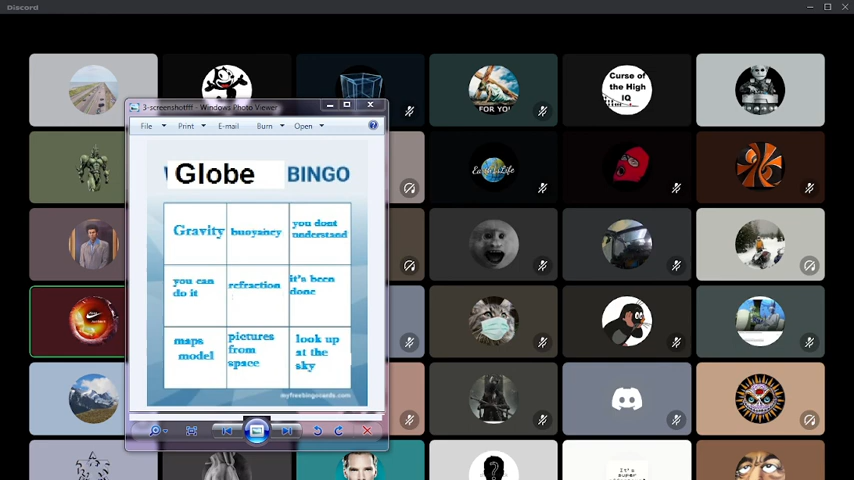 Discord
3-screenshotfff - Windows Photo Viewer
File Print E-mail Burn Open
Globe BINGO
Gravity
buoyancy
you dont
understand
you can
do it
refraction
it's been
done
maps
model
pictures
from
space
look up
at the
sky
myfreebingocards.com
FOR YOU
Curse of
the High
IQ
It's a
super